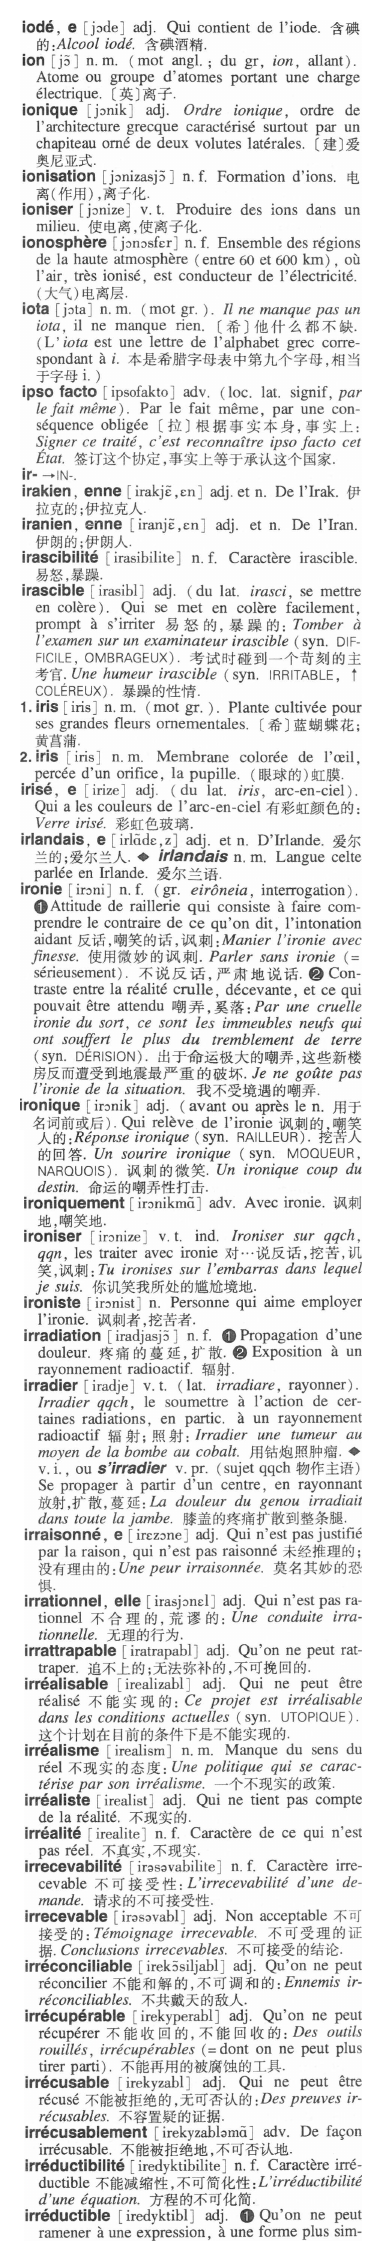 iodé, e [jɔde] adj. Qui contient de l'iode. 含碘
的:Alcool iodé. 含碘酒精.
ion [jɔ̃] n. m. (mot angl.; du gr, ion, allant).
Atome ou groupe d'atomes portant une charge
électrique. 〔英〕离子.
ionique [jɔnik] adj. Ordre ionique, ordre de
l'architecture grecque caractérisé surtout par un
chapiteau orné de deux volutes latérales. 〔建〕爱
奥尼亚式.
ionisation [jɔnizasjɔ̃] n. f. Formation d'ions. 电
离(作用),离子化.
ioniser [jɔnize] v. t. Produire des ions dans un
milieu. 使电离,使离子化.
ionosphère [jɔnɔsfɛr] n. f. Ensemble des régions
de la haute atmosphère (entre 60 et 600 km), où
l'air, très ionisé, est conducteur de l'électricité.
(大气)电离层.
iota [jɔta] n. m. (mot gr.). Il ne manque pas un
iota, il ne manque rien. 〔希〕他什么都不缺.
(L'iota est une lettre de l'alphabet grec corre-
spondant à i. 本是希腊字母表中第九个字母,相当
于字母 i.)
ipso facto [ipsofakto] adv. (loc. lat. signif, par
le fait même). Par le fait même, par une con-
séquence obligée 〔拉〕根据事实本身,事实上:
Signer ce traité, c'est reconnaître ipso facto cet
État. 签订这个协定,事实上等于承认这个国家.
ir- →IN-.
irakien, enne [irakjɛ̃,ɛn] adj. et n. De l'Irak. 伊
拉克的;伊拉克人.
iranien, enne [iranjɛ̃,ɛn] adj. et n. De l'Iran.
伊朗的;伊朗人.
irascibilité [irasibilite] n. f. Caractère irascible.
易怒,暴躁.
irascible [irasibl] adj. (du lat. irasci, se mettre
en colère). Qui se met en colère facilement,
prompt à s'irriter 易怒的,暴躁的: Tomber à
l'examen sur un examinateur irascible (syn. DIF-
FICILE, OMBRAGEUX). 考试时碰到一个苛刻的主
考官. Une humeur irascible (syn. IRRITABLE, ↑
COLÉREUX). 暴躁的性情.
1. iris [iris] n. m. (mot gr.). Plante cultivée pour
ses grandes fleurs ornementales. 〔希〕蓝蝴蝶花;
黄菖蒲.
2. iris [iris] n. m. Membrane colorée de l'œil,
percée d'un orifice, la pupille. (眼球的)虹膜.
irisé, e [irize] adj. (du lat. iris, arc-en-ciel).
Qui a les couleurs de l'arc-en-ciel 有彩虹颜色的:
Verre irisé. 彩虹色玻璃.
irlandais, e [irlɑ̃dɛ,z] adj. et n. D'Irlande. 爱尔
兰的;爱尔兰人. ◆ irlandais n. m. Langue celte
parlée en Irlande. 爱尔兰语.
ironie [irɔni] n. f. (gr. eirôneia, interrogation).
❶ Attitude de raillerie qui consiste à faire com-
prendre le contraire de ce qu'on dit, l'intonation
aidant 反话,嘲笑的话,讽刺:Manier l'ironie avec
finesse. 使用微妙的讽刺. Parler sans ironie (=
sérieusement). 不说反话,严肃地说话. ❷ Con-
traste entre la réalité crulle, décevante, et ce qui
pouvait être attendu 嘲弄,奚落:Par une cruelle
ironie du sort, ce sont les immeubles neufs qui
ont souffert le plus du tremblement de terre
(syn. DÉRISION). 出于命运极大的嘲弄,这些新楼
房反而遭受到地震最严重的破坏. Je ne goûte pas
l'ironie de la situation. 我不受境遇的嘲弄.
ironique [irɔnik] adj. (avant ou après le n. 用于
名词前或后). Qui relève de l'ironie 讽刺的,嘲笑
人的:Réponse ironique (syn. RAILLEUR). 挖苦人
的回答. Un sourire ironique (syn. MOQUEUR,
NARQUOIS). 讽刺的微笑. Un ironique coup du
destin. 命运的嘲弄性打击.
ironiquement [irɔnikmɑ̃] adv. Avec ironie. 讽刺
地,嘲笑地.
ironiser [irɔnize] v. t. ind. Ironiser sur qqch,
qqn, les traiter avec ironie 对…说反话,挖苦,讥
笑,讽刺:Tu ironises sur l'embarras dans lequel
je suis. 你讥笑我所处的尴尬境地.
ironiste [irɔnist] n. Personne qui aime employer
l'ironie. 讽刺者,挖苦者.
irradiation [iradjasjɔ̃] n. f. ❶ Propagation d'une
douleur. 疼痛的蔓延,扩散. ❷ Exposition à un
rayonnement radioactif. 辐射.
irradier [iradje] v. t. (lat. irradiare, rayonner).
Irradier qqch, le soumettre à l'action de cer-
taines radiations, en partic. à un rayonnement
radioactif 辐射;照射: Irradier une tumeur au
moyen de la bombe au cobalt. 用钴炮照肿瘤. ◆
v. i., ou s'irradier v. pr. (sujet qqch 物作主语)
Se propager à partir d'un centre, en rayonnant
放射,扩散,蔓延:La douleur du genou irradiait
dans toute la jambe. 膝盖的疼痛扩散到整条腿.
irraisonné, e [irɛzɔne] adj. Qui n'est pas justifié
par la raison, qui n'est pas raisonné 未经推理的;
没有理由的:Une peur irraisonnée. 莫名其妙的恐
惧.
irrationnel, elle [irasjɔnɛl] adj. Qui n'est pas ra-
tionnel 不合理的,荒谬的: Une conduite irra-
tionnelle. 无理的行为.
irrattrapable [iratrapabl] adj. Qu'on ne peut rat-
traper. 追不上的;无法弥补的,不可挽回的.
irréalisable [irealizabl] adj. Qui ne peut être
réalisé 不能实现的: Ce projet est irréalisable
dans les conditions actuelles (syn. UTOPIQUE).
这个计划在目前的条件下是不能实现的.
irréalisme [irealism] n. m. Manque du sens du
réel 不现实的态度: Une politique qui se carac-
térise par son irréalisme. 一个不现实的政策.
irréaliste [irealist] adj. Qui ne tient pas compte
de la réalité. 不现实的.
irréalité [irealite] n. f. Caractère de ce qui n'est
pas réel. 不真实,不现实.
irrecevabilité [irəsəvabilite] n. f. Caractère irre-
cevable 不可接受性: L'irrecevabilité d'une de-
mande. 请求的不可接受性.
irrecevable [irəsəvabl] adj. Non acceptable 不可
接受的: Témoignage irrecevable. 不可受理的证
据. Conclusions irrecevables. 不可接受的结论.
irréconciliable [irekɔ̃siljabl] adj. Qu'on ne peut
réconcilier 不能和解的,不可调和的: Ennemis ir-
réconciliables. 不共戴天的敌人.
irrécupérable [irekyperabl] adj. Qu'on ne peut
récupérer 不能收回的,不能回收的: Des outils
rouillés, irrécupérables (= dont on ne peut plus
tirer parti). 不能再用的被腐蚀的工具.
irrécusable [irekyzabl] adj. Qui ne peut être
récusé 不能被拒绝的,无可否认的:Des preuves ir-
récusables. 不容置疑的证据.
irrécusablement [irekyzabləmɑ̃] adv. De façon
irrécusable. 不能被拒绝地,不可否认地.
irréductibilité [iredyktibilite] n. f. Caractère irré-
ductible 不能减缩性,不可简化性:L'irréductibilité
d'une équation. 方程的不可化简.
irréductible [iredyktibl] adj. ❶ Qu'on ne peut
ramener à une expression, à une forme plus sim-